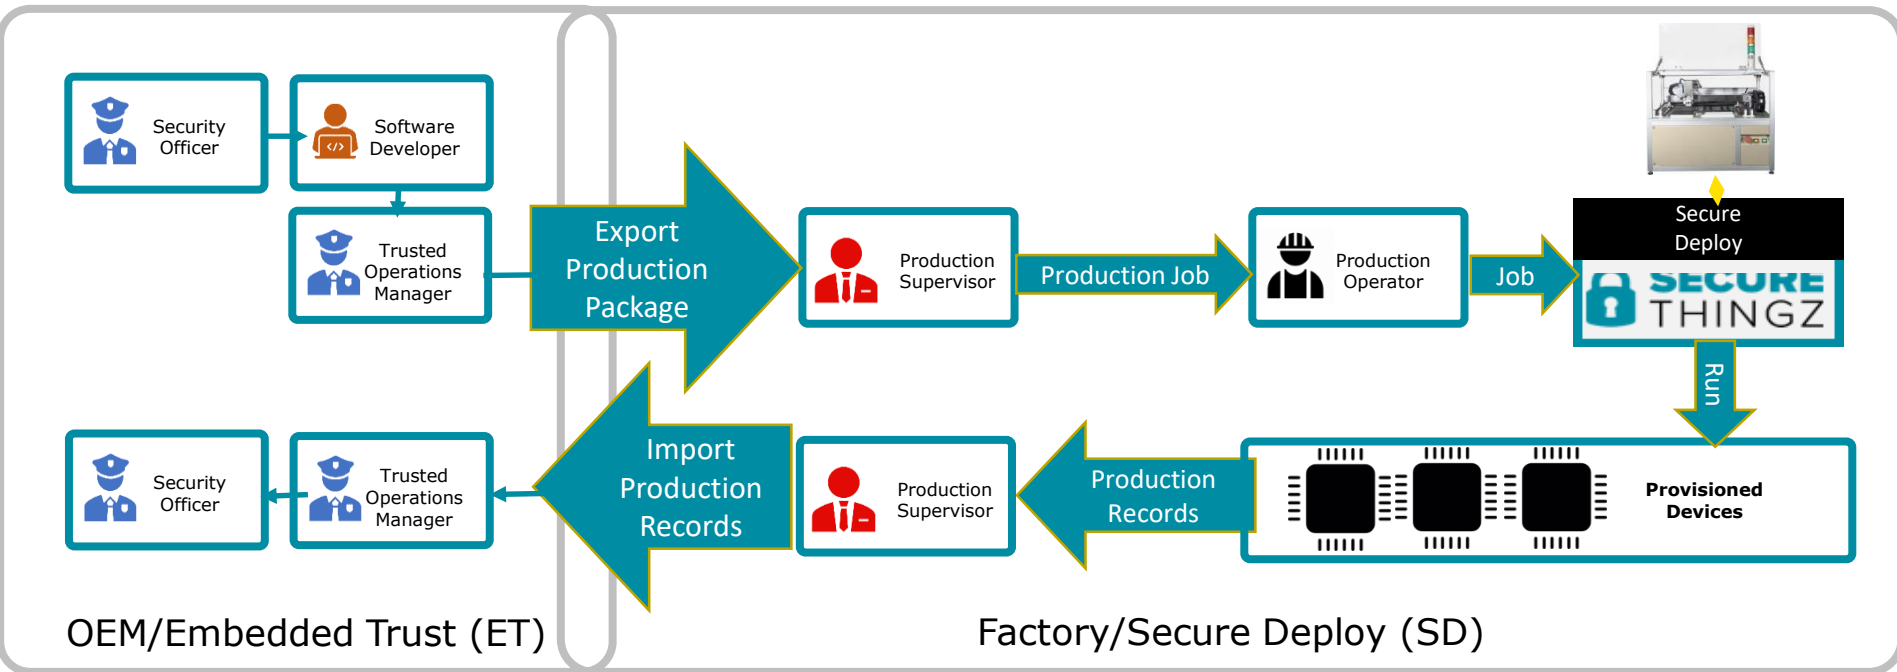 Security
Officer
Software
Developer
Trusted
Operations
Manager
Export
Production
Package
Production
Supervisor
Production Job
Production
Operator
Job
Secure
Deploy
SECURE
THINGZ
Run
Security
Officer
Trusted
Operations
Manager
Import
Production
Records
Production
Supervisor
Production
Records
Provisioned
Devices
OEM/Embedded Trust (ET)
Factory/Secure Deploy (SD)